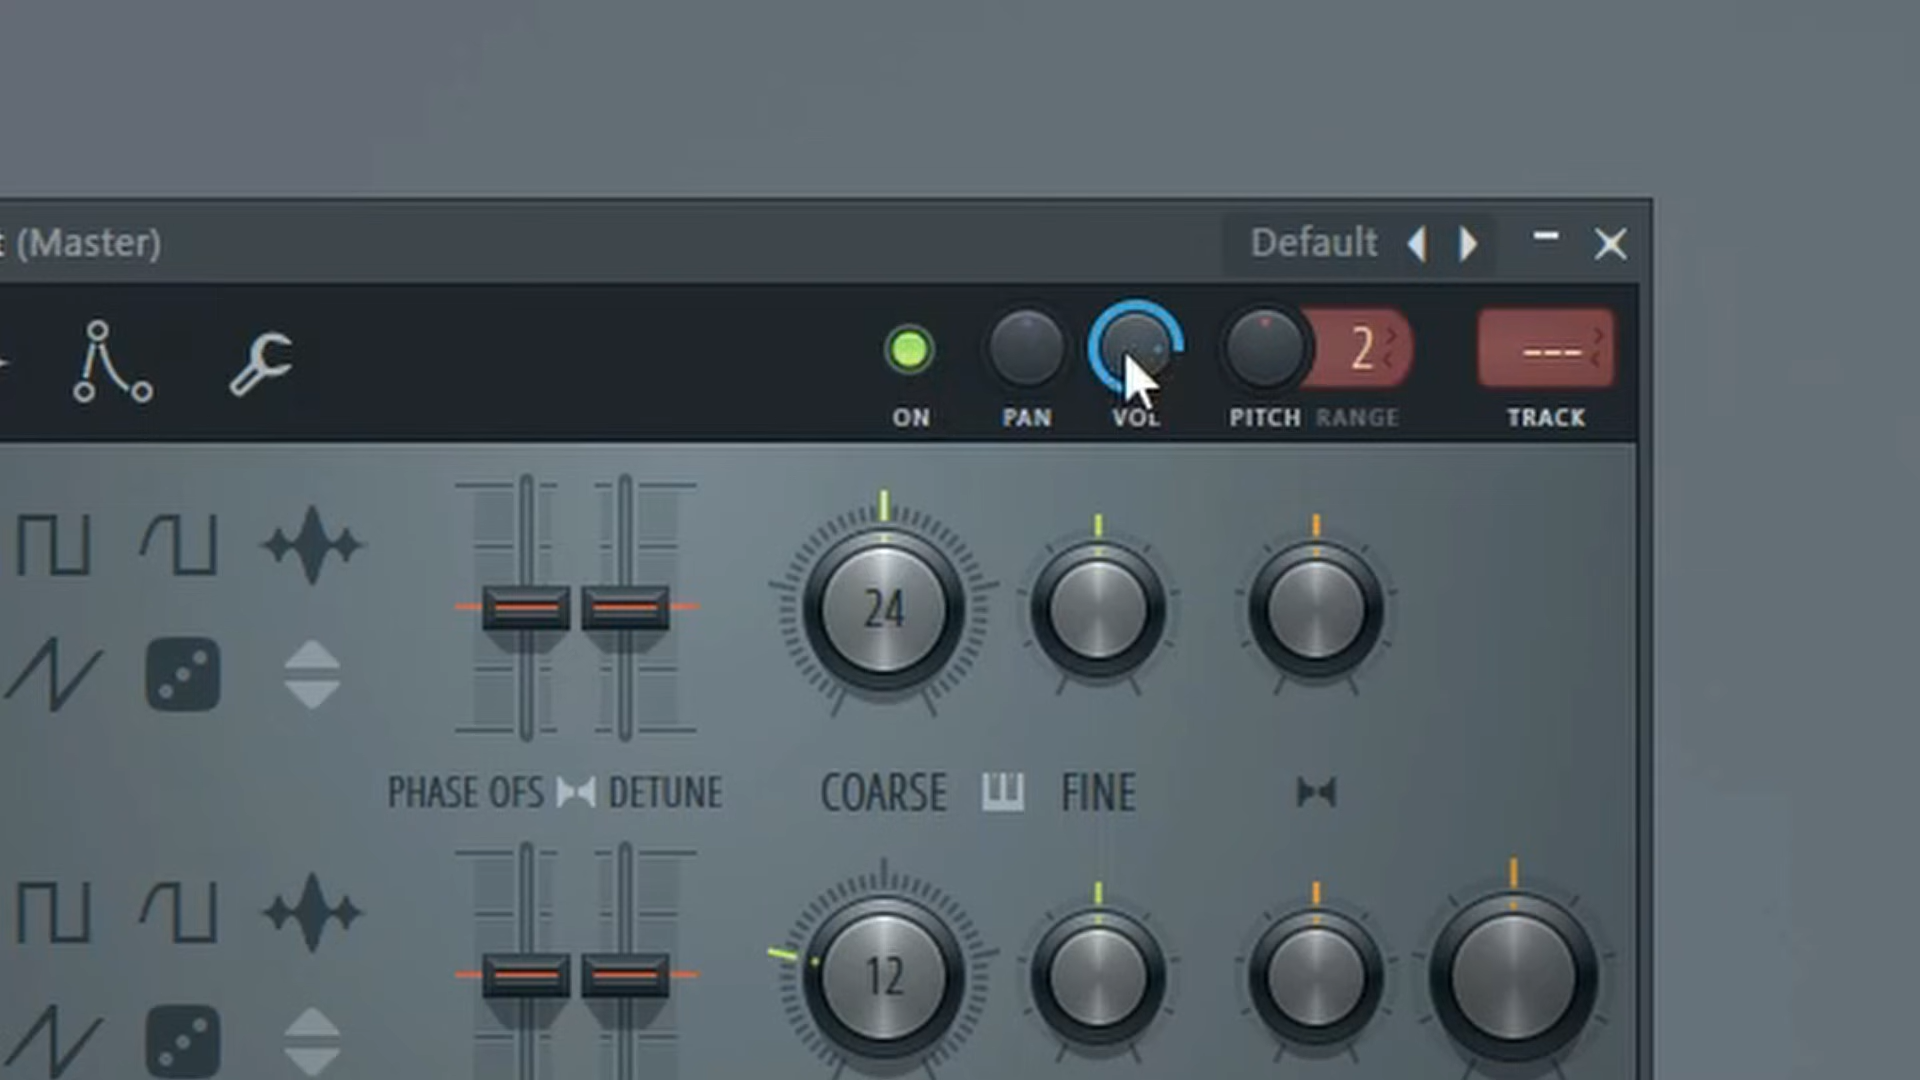 (Master)
Default
2
---
ON
PAN
VOL
PITCH RANGE
TRACK
24
PHASE OFS DETUNE
COARSE FINE
12